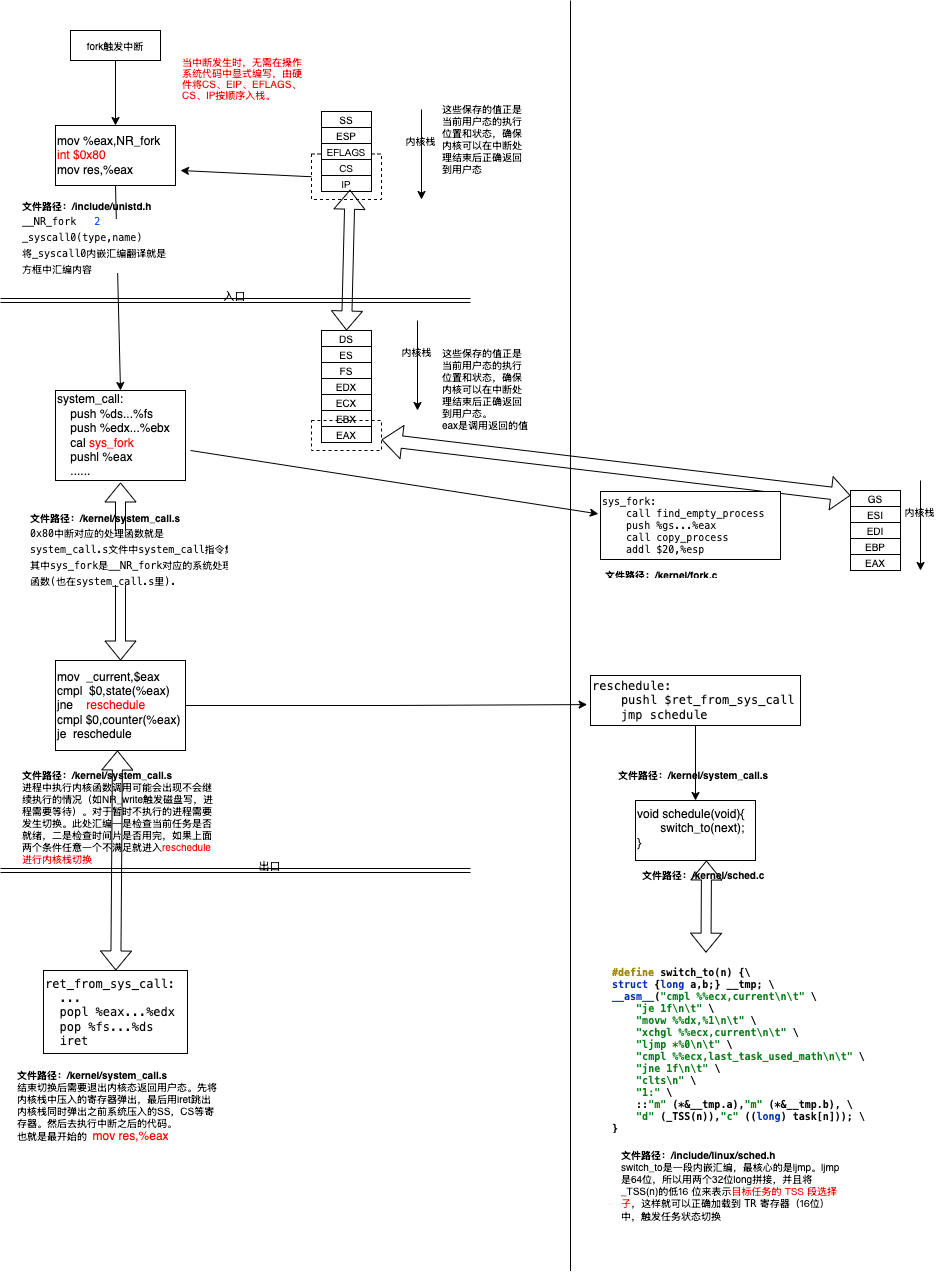 fork触发中断
当中断发生时，无需在操作
系统代码中显式编写，由硬
件将CS、EIP、EFLAGS、
CS、IP按顺序入栈。
mov %eax,NR_fork
int $0x80
mov res,%eax
SS
ESP
EFLAGS
CS
IP
内核栈
这些保存的值正是
当前用户态的执行
位置和状态，确保
内核可以在中断处
理结束后正确返回
到用户态
文件路径：/include/unistd.h
__NR_fork 2
_syscall0(type,name)
将_syscall0内嵌汇编翻译就是
方框中汇编内容
入口
DS
ES
FS
EDX
ECX
EBX
EAX
内核栈
这些保存的值正是
当前用户态的执行
位置和状态，确保
内核可以在中断处
理结束后正确返回
到用户态。
eax是调用返回的值
system_call:
push %ds...%fs
push %edx...%ebx
cal sys_fork
pushl %eax
......
文件路径：/kernel/system_call.s
0x80中断对应的处理函数就是
system_call.s文件中system_call指令
其中sys_fork是__NR_fork对应的系统处理
函数(也在system_call.s里).
sys_fork:
call find_empty_process
push %gs...%eax
call copy_process
addl $20,%esp
文件路径：/kernel/fork.c
GS
ESI
EDI
EBP
EAX
内核栈
mov _current,$eax
cmpl $0,state(%eax)
jne reschedule
cmpl $0,counter(%eax)
je reschedule
文件路径：/kernel/system_call.s
进程中执行内核函数调用可能会出现不会继
续执行的情况（如NR_write触发磁盘写，进
程需要等待）。对于暂时不执行的进程需要
发生切换。此处汇编一是检查当前任务是否
就绪，二是检查时间片是否用完，如果上面
两个条件任意一个不满足就进入reschedule
进行内核栈切换
reschedule:
pushl $ret_from_sys_call
jmp schedule
文件路径：/kernel/system_call.s
void schedule(void){
switch_to(next);
}
文件路径：/kernel/sched.c
出口
ret_from_sys_call:
...
popl %eax...%edx
pop %fs...%ds
iret
文件路径：/kernel/system_call.s
结束切换后需要退出内核态返回用户态。先将
内核栈中压入的寄存器弹出，最后用iret跳出
内核栈同时弹出之前系统压入的SS，CS等寄
存器。然后去执行中断之后的代码。
也就是最开始的 mov res,%eax
#define switch_to(n) {\
struct {long a,b;} __tmp; \
__asm__("cmpl %%ecx,current\n\t" \
"je 1f\n\t" \
"movw %%dx,%1\n\t" \
"xchgl %%ecx,current\n\t" \
"ljmp *%0\n\t" \
"cmpl %%ecx,last_task_used_math\n\t" \
"jne 1f\n\t" \
"clts\n" \
"1:" \
::"m" (*&__tmp.a),"m" (*&__tmp.b), \
"d" (_TSS(n)),"c" ((long) task[n])); \
}
文件路径：/include/linux/sched.h
switch_to是一段内嵌汇编，最核心的是ljmp。ljmp
是64位，所以用两个32位long拼接，并且将
_TSS(n)的低16 位来表示目标任务的 TSS 段选择
子，这样就可以正确加载到 TR 寄存器（16位）
中，触发任务状态切换